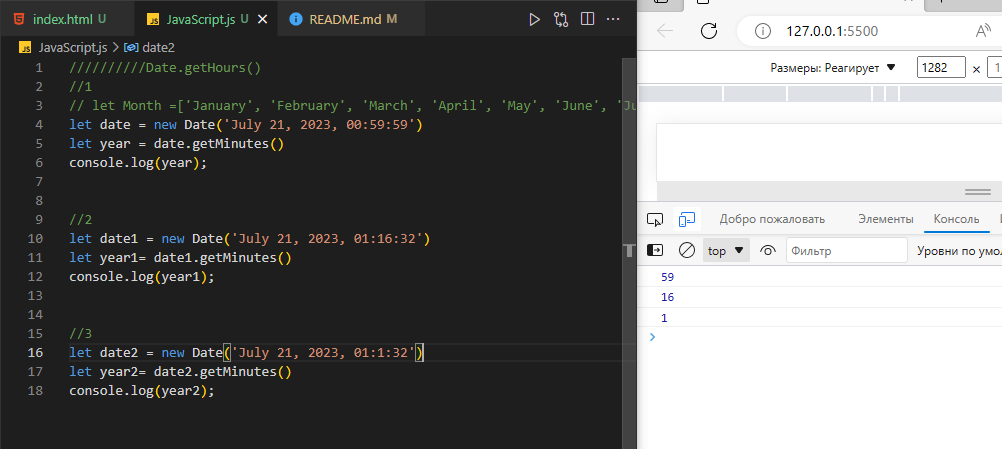 index.html U
JavaScript.js U
README.md M
JavaScript.js > date2
1 //////////Date.getHours()
2 //1
3 // let Month =['January', 'February', 'March', 'April', 'May', 'June', 'Ju
4 let date = new Date('July 21, 2023, 00:59:59')
5 let year = date.getMinutes()
6 console.log(year);
7
8
9 //2
10 let date1 = new Date('July 21, 2023, 01:16:32')
11 let year1= date1.getMinutes()
12 console.log(year1);
13
14
15 //3
16 let date2 = new Date('July 21, 2023, 01:1:32')
17 let year2= date2.getMinutes()
18 console.log(year2);
127.0.0.1:5500
Размеры: Реагирует 1282 × 1
Добро пожаловать Элементы Консоль
top Фильтр Уровни по умол
59
16
1
>